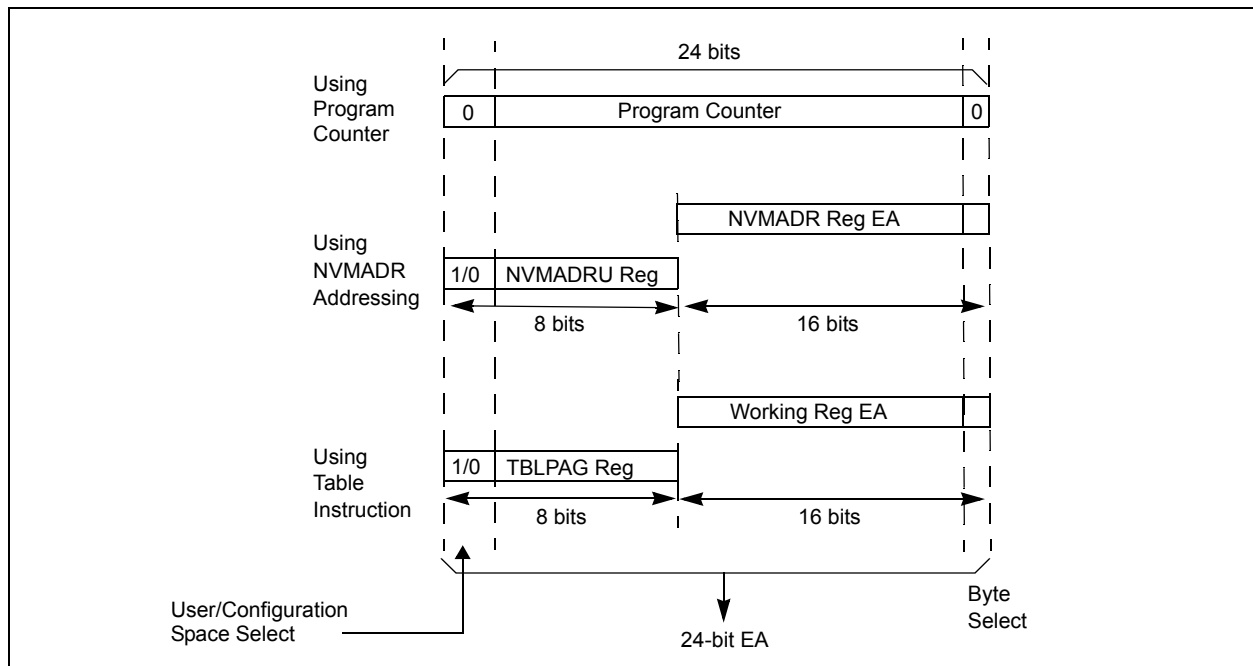 24 bits
Using
Program
Counter
0
Program Counter
0
NVMADR Reg EA
Using
NVMADR
Addressing
1/0
NVMADRU Reg
8 bits
16 bits
Working Reg EA
Using
Table
Instruction
1/0
TBLPAG Reg
8 bits
16 bits
User/Configuration
Space Select
24-bit EA
Byte
Select